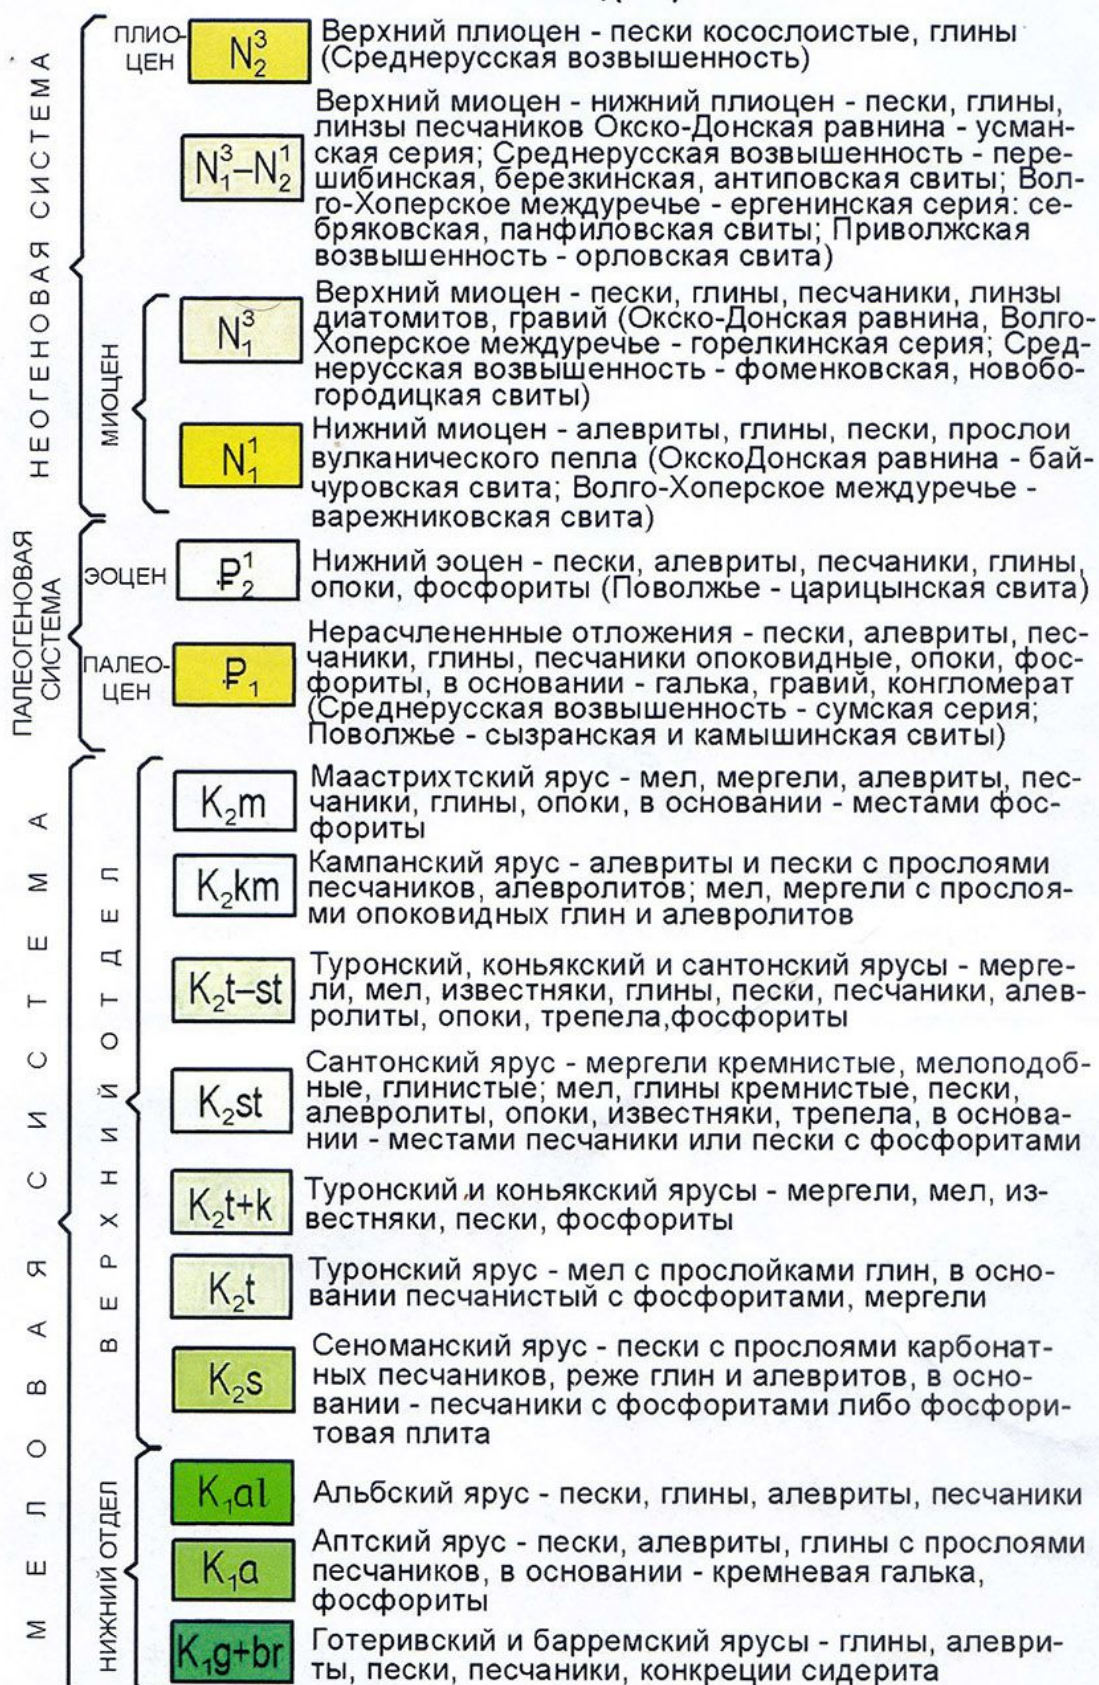 НЕОГЕНОВАЯ СИСТЕМА
ПЛИО-
ЦЕН
N₂³
Верхний плиоцен - пески косослоистые, глины
(Среднерусская возвышенность)
N₁³–N₂¹
Верхний миоцен - нижний плиоцен - пески, глины,
линзы песчаников Окско-Донская равнина - усман-
ская серия; Среднерусская возвышенность - пере-
шибинская, березкинская, антиповская свиты; Вол-
го-Хоперское междуречье - ергенинская серия: се-
бряковская, панфиловская свиты; Приволжская
возвышенность - орловская свита)
МИОЦЕН
N₁³
Верхний миоцен - пески, глины, песчаники, линзы
диатомитов, гравий (Окско-Донская равнина, Волго-
Хоперское междуречье - горелкинская серия; Сред-
нерусская возвышенность - фоменковская, новобо-
городицкая свиты)
N₁¹
Нижний миоцен - алевриты, глины, пески, прослои
вулканического пепла (ОкскоДонская равнина - бай-
чуровская свита; Волго-Хоперское междуречье -
варежниковская свита)
ПАЛЕОГЕНОВАЯ
СИСТЕМА
ЭОЦЕН
₽₂¹
Нижний эоцен - пески, алевриты, песчаники, глины,
опоки, фосфориты (Поволжье - царицынская свита)
ПАЛЕО-
ЦЕН
₽₁
Нерасчлененные отложения - пески, алевриты, пес-
чаники, глины, песчаники опоковидные, опоки, фос-
фориты, в основании - галька, гравий, конгломерат
(Среднерусская возвышенность - сумская серия;
Поволжье - сызранская и камышинская свиты)
МЕЛОВАЯ СИСТЕМА
ВЕРХНИЙ ОТДЕЛ
K₂m
Маастрихтский ярус - мел, мергели, алевриты, пес-
чаники, глины, опоки, в основании - местами фос-
фориты
K₂km
Кампанский ярус - алевриты и пески с прослоями
песчаников, алевролитов; мел, мергели с прослоя-
ми опоковидных глин и алевролитов
K₂t–st
Туронский, коньякский и сантонский ярусы - мерге-
ли, мел, известняки, глины, пески, песчаники, алев-
ролиты, опоки, трепела,фосфориты
K₂st
Сантонский ярус - мергели кремнистые, мелоподоб-
ные, глинистые; мел, глины кремнистые, пески,
алевролиты, опоки, известняки, трепела, в основа-
нии - местами песчаники или пески с фосфоритами
K₂t+k
Туронский и коньякский ярусы - мергели, мел, из-
вестняки, пески, фосфориты
K₂t
Туронский ярус - мел с прослойками глин, в осно-
вании песчанистый с фосфоритами, мергели
K₂s
Сеноманский ярус - пески с прослоями карбонат-
ных песчаников, реже глин и алевритов, в осно-
вании - песчаники с фосфоритами либо фосфори-
товая плита
НИЖНИЙ ОТДЕЛ
K₁al
Альбский ярус - пески, глины, алевриты, песчаники
K₁a
Аптский ярус - пески, алевриты, глины с прослоями
песчаников, в основании - кремневая галька,
фосфориты
K₁g+br
Готеривский и барремский ярусы - глины, алеври-
ты, пески, песчаники, конкреции сидерита